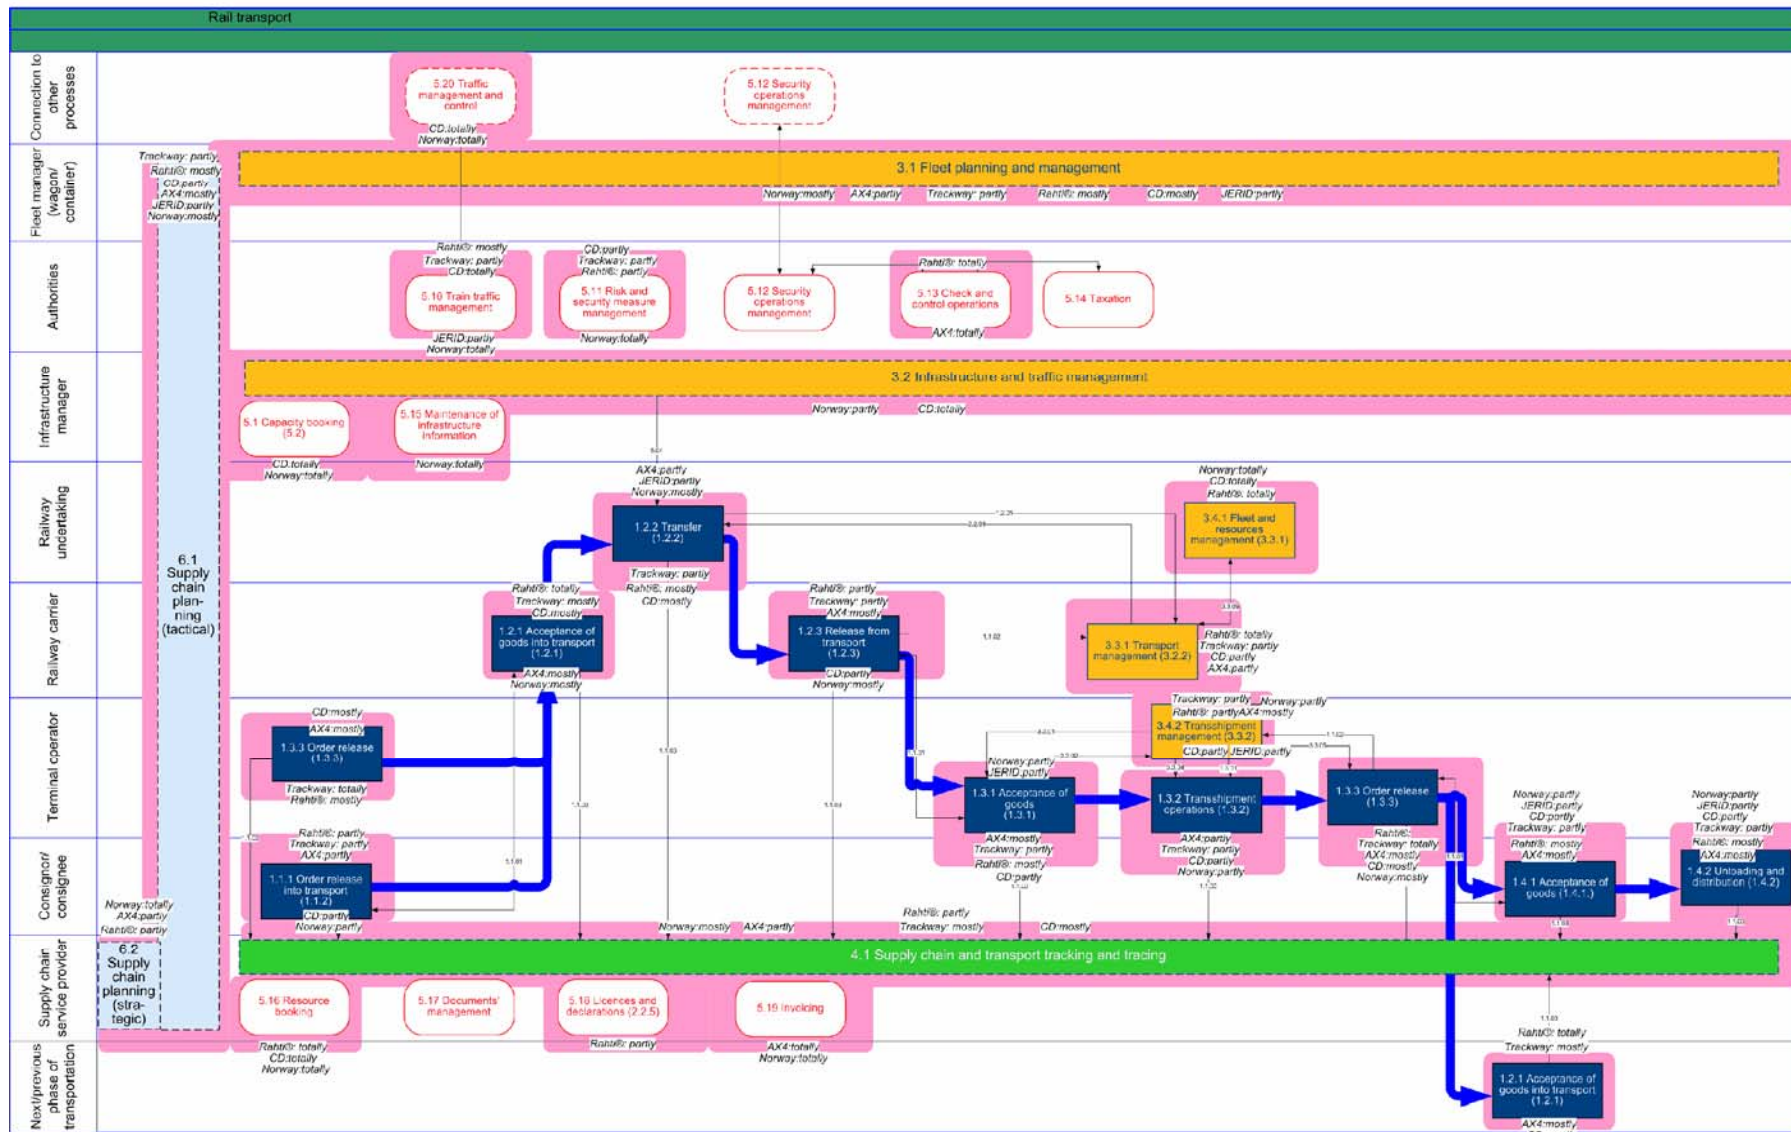 Rail transport
Connection to
other
processes
5.20 Traffic
management and
control
CD:totally
Norway:totally
5.12 Security
operations
management
Fleet manager
(wagon/
container)
Trackway: partly
Rahti®: mostly
CD:partly
AX4:mostly
JERID:partly
Norway:mostly
3.1 Fleet planning and management
Norway:mostly
AX4:partly
Trackway: partly
Rahti®: mostly
CD:mostly
JERID:partly
Authorities
Rahti®: mostly
Trackway: partly
CD:totally
5.10 Train traffic
management
JERID:partly
Norway:totally
CD:partly
Trackway: partly
Rahti®: partly
5.11 Risk and
security measure
management
Norway:totally
5.12 Security
operations
management
Rahti®: totally
5.13 Check and
control operations
AX4:totally
5.14 Taxation
Infrastructure
manager
3.2 Infrastructure and traffic management
Norway:partly
CD:totally
5.1 Capacity booking
(5.2)
CD:totally
Norway:totally
5.15 Maintenance of
infrastructure
information
Norway:totally
Railway
undertaking
AX4:partly
JERID:partly
Norway:mostly
1.2.2 Transfer
(1.2.2)
Trackway: partly
Rahti®: mostly
CD:mostly
Norway:totally
CD:totally
Rahti®: totally
3.4.1 Fleet and
resources
management (3.3.1)
6.1
Supply
chain
plan-
ning
(tactical)
Railway carrier
Rahti®: totally
Trackway: mostly
CD:mostly
1.2.1 Acceptance of
goods into transport
(1.2.1)
AX4:mostly
Norway:mostly
Rahti®: partly
Trackway: partly
AX4:mostly
1.2.3 Release from
transport
(1.2.3)
CD:partly
Norway:mostly
1.1.02
3.3.1 Transport
management (3.2.2)
Rahti®: totally
Trackway: partly
CD:partly
AX4:partly
Terminal operator
CD:mostly
AX4:mostly
1.3.3 Order release
(1.3.3)
Trackway: totally
Rahti®: mostly
1.1.03
Trackway: partly
Norway:partly
Rahti®: partly
AX4:mostly
3.4.2 Transshipment
management (3.3.2)
CD:partly
JERID:partly
Norway:partly
JERID:partly
1.3.1 Acceptance of
goods
(1.3.1)
AX4:mostly
Trackway: partly
Rahti®: mostly
CD:partly
1.3.2 Transshipment
operations (1.3.2)
AX4:partly
Trackway: partly
CD:partly
Norway:partly
1.3.3 Order release
(1.3.3)
Rahti®:
Trackway: totally
AX4:mostly
CD:mostly
Norway:mostly
Norway:partly
JERID:partly
CD:partly
Trackway: partly
Rahti®: mostly
AX4:mostly
Norway:partly
JERID:partly
CD:partly
Trackway: partly
Rahti®: mostly
AX4:mostly
Consignor/
consignee
Rahti®: partly
Trackway: partly
AX4:partly
1.1.1 Order release
into transport
(1.1.2)
CD:partly
Norway:partly
1.4.1 Acceptance of
goods (1.4.1.)
1.4.2 Unloading and
distribution (1.4.2)
Norway:totally
AX4:partly
Rahti®: partly
Norway:mostly
AX4:partly
Rahti®: partly
Trackway: mostly
CD:mostly
Supply chain
service provider
6.2
Supply
chain
planning
(stra-
tegic)
4.1 Supply chain and transport tracking and tracing
5.16 Resource
booking
Rahti®: totally
CD:totally
Norway:totally
5.17 Documents'
management
5.18 Licences and
declarations (2.2.5)
Rahti®: partly
5.19 Invoicing
AX4:totally
Norway:totally
Next/previous
phase of
transportation
Rahti®: totally
Trackway: mostly
1.2.1 Acceptance of
goods into transport
(1.2.1)
AX4:mostly